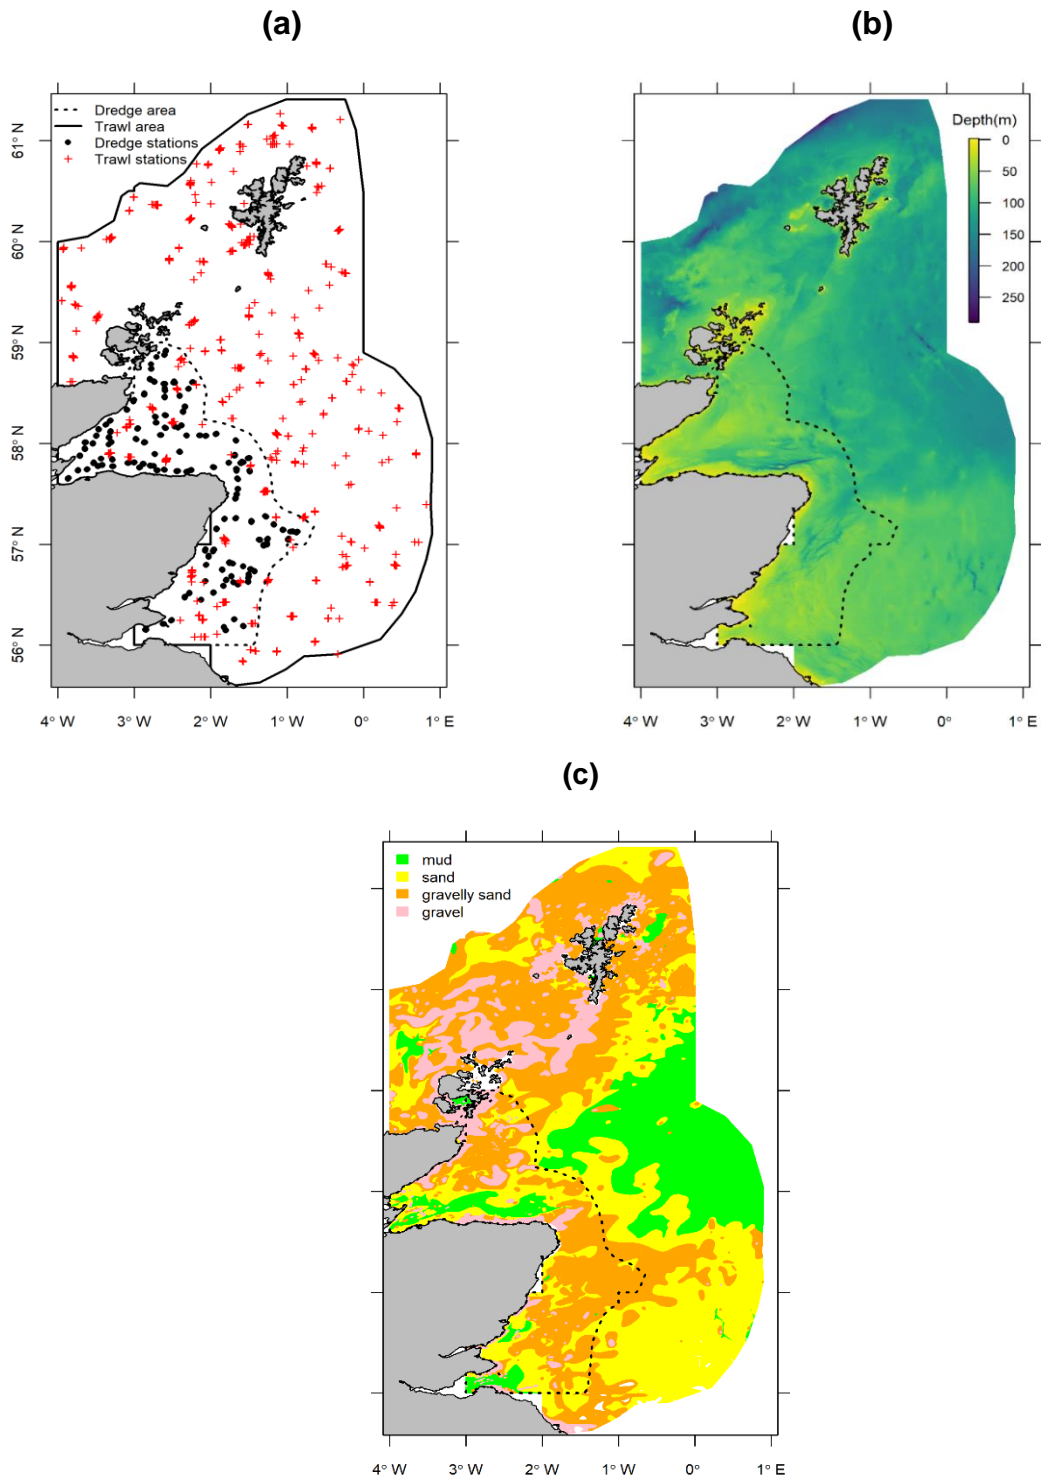 (a)
(b)
Dredge area
Trawl area
Dredge stations
Trawl stations
61° N
60° N
59° N
58° N
57° N
56° N
4° W 3° W 2° W 1° W 0° 1° E
Depth(m)
0
50
100
150
200
250
4° W 3° W 2° W 1° W 0° 1° E
(c)
mud
sand
gravelly sand
gravel
4° W 3° W 2° W 1° W 0° 1° E